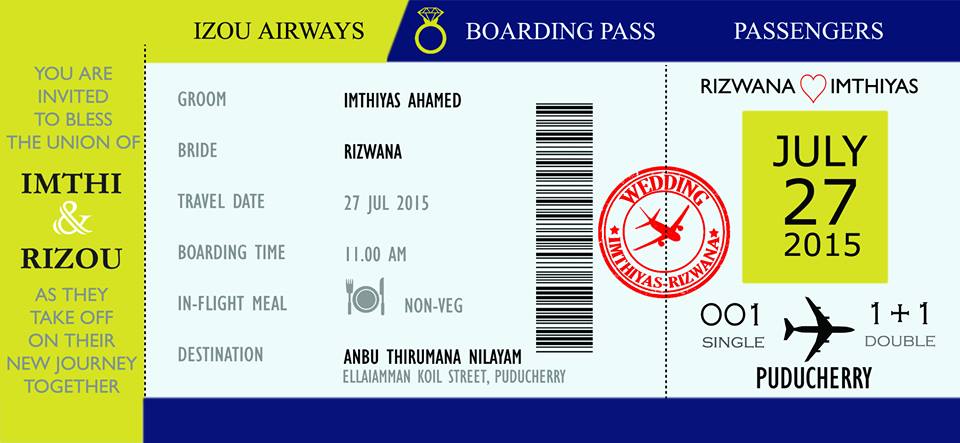 IZOU AIRWAYS
BOARDING PASS
PASSENGERS
YOU ARE
INVITED
TO BLESS
THE UNION OF
IMTHI
&
RIZOU
AS THEY
TAKE OFF
ON THEIR
NEW JOURNEY
TOGETHER
GROOM IMTHIYAS AHAMED
BRIDE RIZWANA
TRAVEL DATE 27 JUL 2015
BOARDING TIME 11.00 AM
IN-FLIGHT MEAL NON-VEG
DESTINATION ANBU THIRUMANA NILAYAM
ELLAIAMMAN KOIL STREET, PUDUCHERRY
WEDDING
IMTHIYAS-RIZWANA
RIZWANA IMTHIYAS
JULY
27
2015
001 1+1
SINGLE DOUBLE
PUDUCHERRY